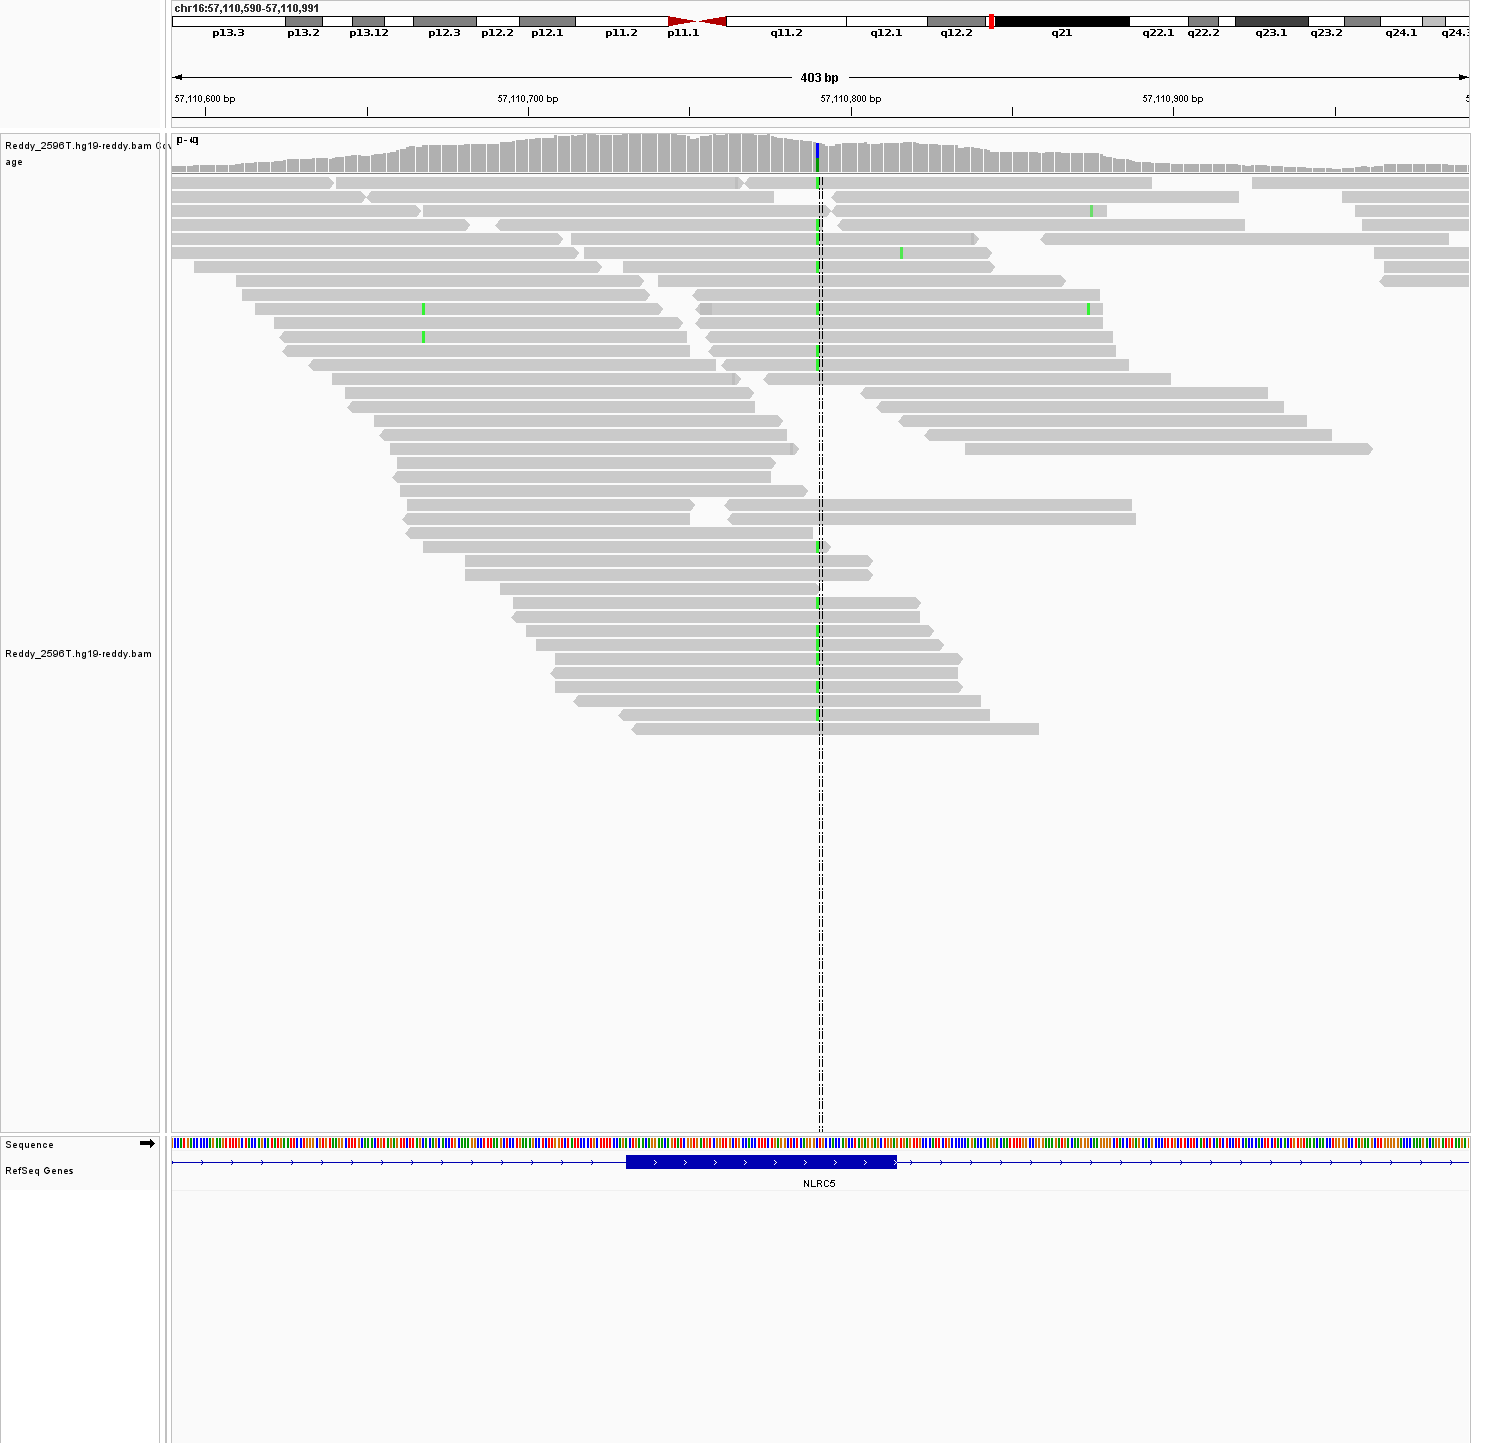 chr16:57,110,590-57,110,991
p13.3 p13.2 p13.12 p12.3 p12.2 p12.1 p11.2 p11.1 q11.2 q12.1 q12.2 q21 q22.1 q22.2 q23.1 q23.2 q24.1 q24.3
403 bp
57,110,600 bp 57,110,700 bp 57,110,800 bp 57,110,900 bp 5
Reddy_2596T.hg19-reddy.bam Cov
age
Reddy_2596T.hg19-reddy.bam
Sequence
RefSeq Genes
NLRC5